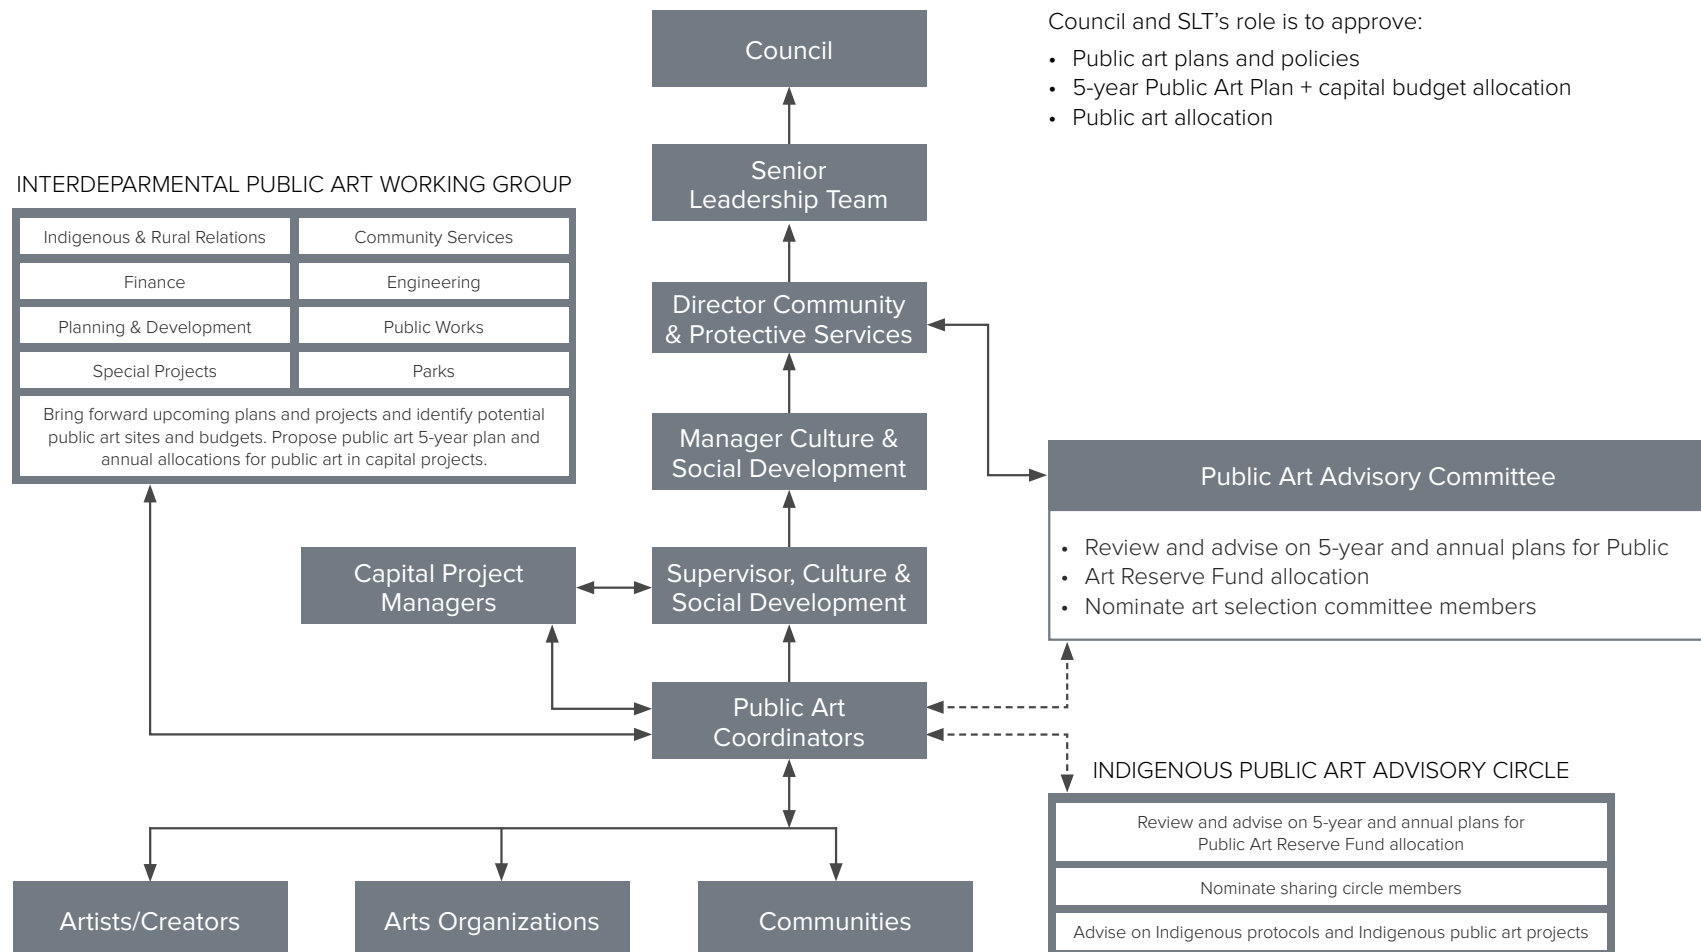 Council
Council and SLT's role is to approve:
• Public art plans and policies
• 5-year Public Art Plan + capital budget allocation
• Public art allocation
Senior
Leadership Team
INTERDEPARMENTAL PUBLIC ART WORKING GROUP
Indigenous & Rural Relations
Community Services
Finance
Engineering
Planning & Development
Public Works
Special Projects
Parks
Bring forward upcoming plans and projects and identify potential
public art sites and budgets. Propose public art 5-year plan and
annual allocations for public art in capital projects.
Director Community
& Protective Services
Manager Culture &
Social Development
Public Art Advisory Committee
• Review and advise on 5-year and annual plans for Public
• Art Reserve Fund allocation
• Nominate art selection committee members
Capital Project
Managers
Supervisor, Culture &
Social Development
Public Art
Coordinators
INDIGENOUS PUBLIC ART ADVISORY CIRCLE
Review and advise on 5-year and annual plans for
Public Art Reserve Fund allocation
Nominate sharing circle members
Advise on Indigenous protocols and Indigenous public art projects
Artists/Creators
Arts Organizations
Communities